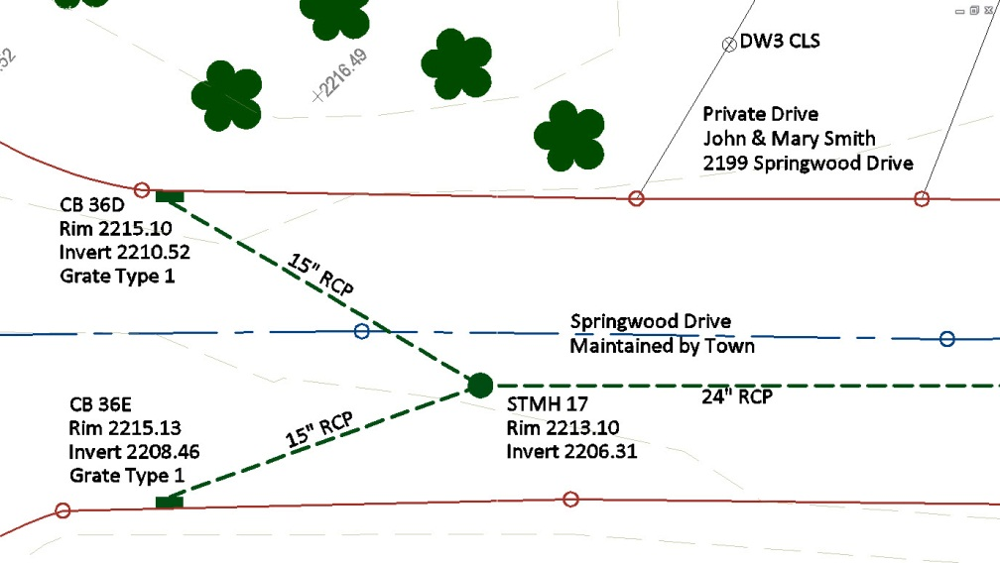 DW3 CLS
2216.49
52
Private Drive
John & Mary Smith
2199 Springwood Drive
CB 36D
Rim 2215.10
Invert 2210.52
Grate Type 1
15" RCP
Springwood Drive
Maintained by Town
24" RCP
CB 36E
Rim 2215.13
Invert 2208.46
Grate Type 1
15" RCP
STMH 17
Rim 2213.10
Invert 2206.31